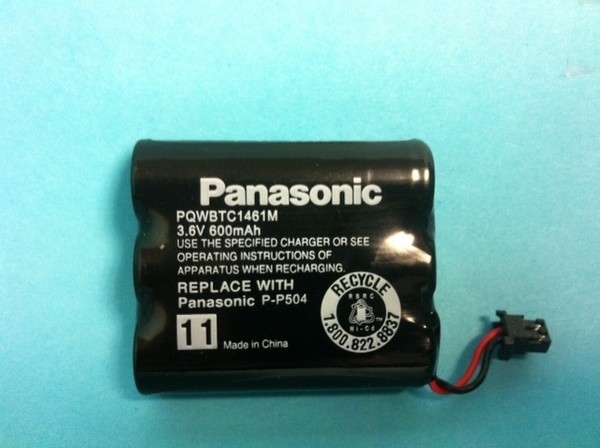 Panasonic
PQWBTC1461M
3.6V 600mAh
USE THE SPECIFIED CHARGER OR SEE
OPERATING INSTRUCTIONS OF
APPARATUS WHEN RECHARGING.
REPLACE WITH
Panasonic P-P504
11
Made in China
RECYCLE
RBRC
Ni-Cd
TM
1.800.822.8837